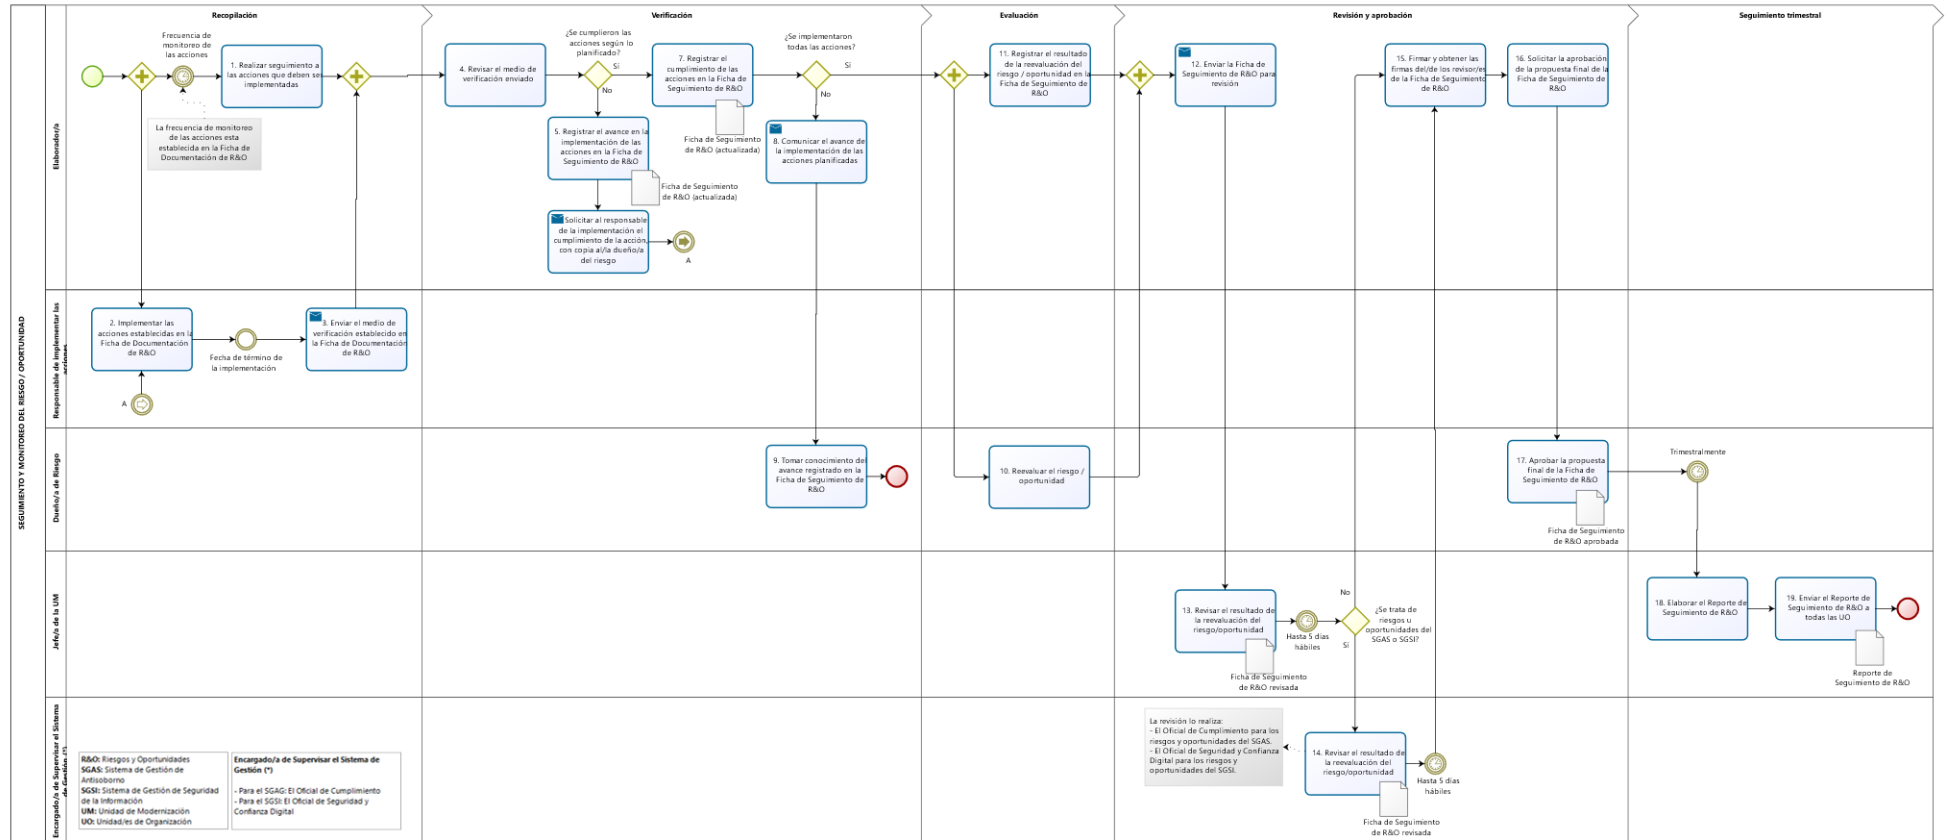 Recopilación
Verificación
Evaluación
Revisión y aprobación
Seguimiento trimestral
SEGUIMIENTO Y MONITOREO DEL RIESGO / OPORTUNIDAD
Elaborador/a
Frecuencia de
monitoreo de
las acciones
1. Realizar seguimiento a
las acciones que deben ser
implementadas
La frecuencia de monitoreo
de las acciones esta
establecida en la Ficha de
Documentación de R&O
4. Revisar el medio de
verificación enviado
¿Se cumplieron las
acciones según lo
planificado?
Sí
No
5. Registrar el avance en la
implementación de las
acciones en la Ficha de
Seguimiento de R&O
Ficha de Seguimiento
de R&O (actualizada)
Solicitar al responsable
de la implementación el
cumplimiento de la acción,
con copia al/la dueño/a
del riesgo
A
7. Registrar el
cumplimiento de las
acciones en la Ficha de
Seguimiento de R&O
Ficha de Seguimiento
de R&O (actualizada)
¿Se implementaron
todas las acciones?
Si
No
8. Comunicar el avance de
la implementación de las
acciones planificadas
11. Registrar el resultado
de la reevaluación del
riesgo / oportunidad en la
Ficha de Seguimiento de
R&O
12. Enviar la Ficha de
Seguimiento de R&O para
revisión
15. Firmar y obtener las
firmas del/de los revisor/es
de la Ficha de Seguimiento
de R&O
16. Solicitar la aprobación
de la propuesta final de la
Ficha de Seguimiento de
R&O
Responsable de implementar las
acciones
2. Implementar las
acciones establecidas en la
Ficha de Documentación
de R&O
A
Fecha de término de
la implementación
3. Enviar el medio de
verificación establecido en
la Ficha de Documentación
de R&O
Dueño/a de Riesgo
9. Tomar conocimiento del
avance registrado en la
Ficha de Seguimiento de
R&O
10. Reevaluar el riesgo /
oportunidad
17. Aprobar la propuesta
final de la Ficha de
Seguimiento de R&O
Ficha de Seguimiento
de R&O aprobada
Trimestralmente
Jefe/a de la UM
13. Revisar el resultado de
la reevaluación del
riesgo/oportunidad
Ficha de Seguimiento
de R&O revisada
Hasta 5 días
hábiles
No
¿Se trata de
riesgos u
oportunidades del
SGAS o SGSI?
Si
18. Elaborar el Reporte de
Seguimiento de R&O
19. Enviar el Reporte de
Seguimiento de R&O a
todas las UO
Reporte de
Seguimiento de R&O
Encargado/a de Supervisar el Sistema
de Gestión (*)
R&O: Riesgos y Oportunidades
SGAS: Sistema de Gestión de
Antisoborno
SGSI: Sistema de Gestión de Seguridad
de la Información
UM: Unidad de Modernización
UO: Unidad/es de Organización
Encargado/a de Supervisar el Sistema de
Gestión (*)
- Para el SGAG: El Oficial de Cumplimiento
- Para el SGSI: El Oficial de Seguridad y
Confianza Digital
La revisión lo realiza:
- El Oficial de Cumplimiento para los
riesgos y oportunidades del SGAS.
- El Oficial de Seguridad y Confianza
Digital para los riesgos y
oportunidades del SGSI.
14. Revisar el resultado de
la reevaluación del
riesgo/oportunidad
Ficha de Seguimiento
de R&O revisada
Hasta 5 días
hábiles